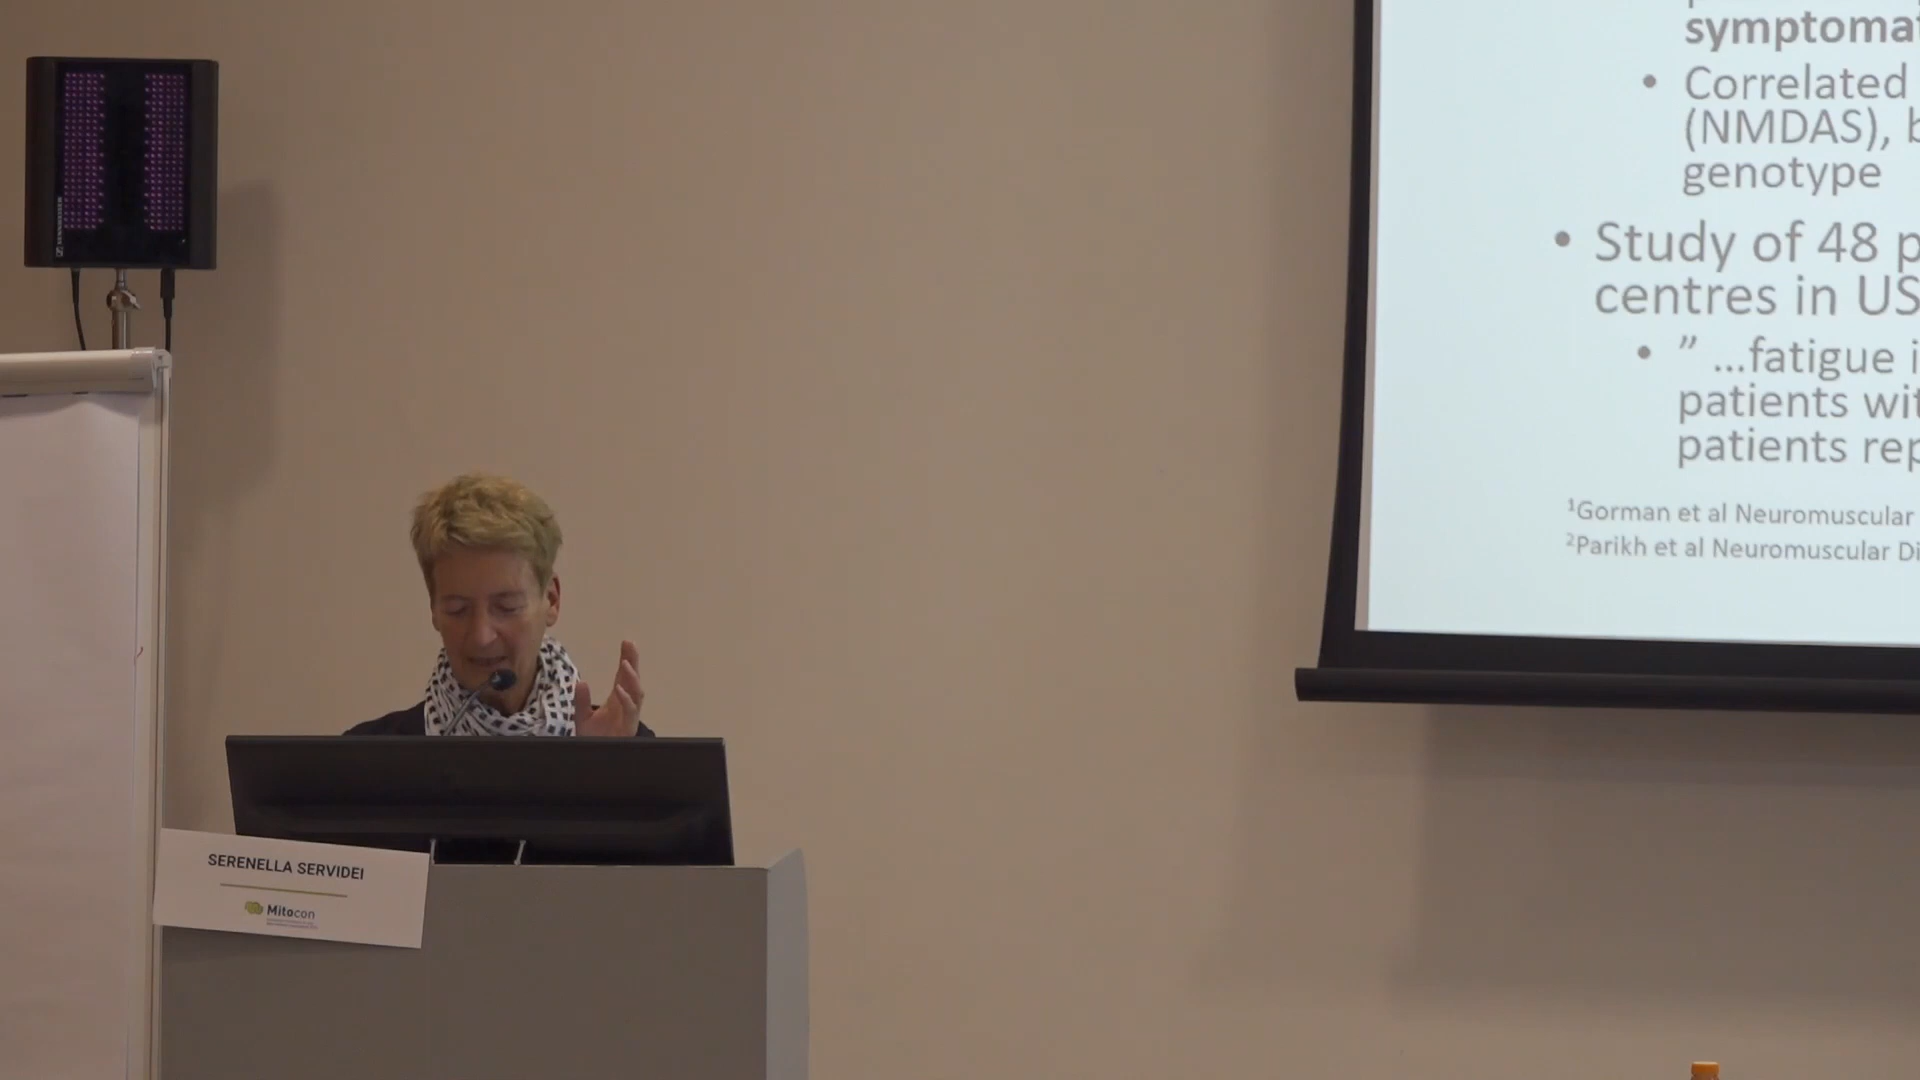 symptomat
• Correlated
(NMDAS), b
genotype
• Study of 48 p
centres in US
• ” ...fatigue i
patients wit
patients rep
¹Gorman et al Neuromuscular
²Parikh et al Neuromuscular Di
SERENELLA SERVIDEI
Mitocon
SENNHEISER